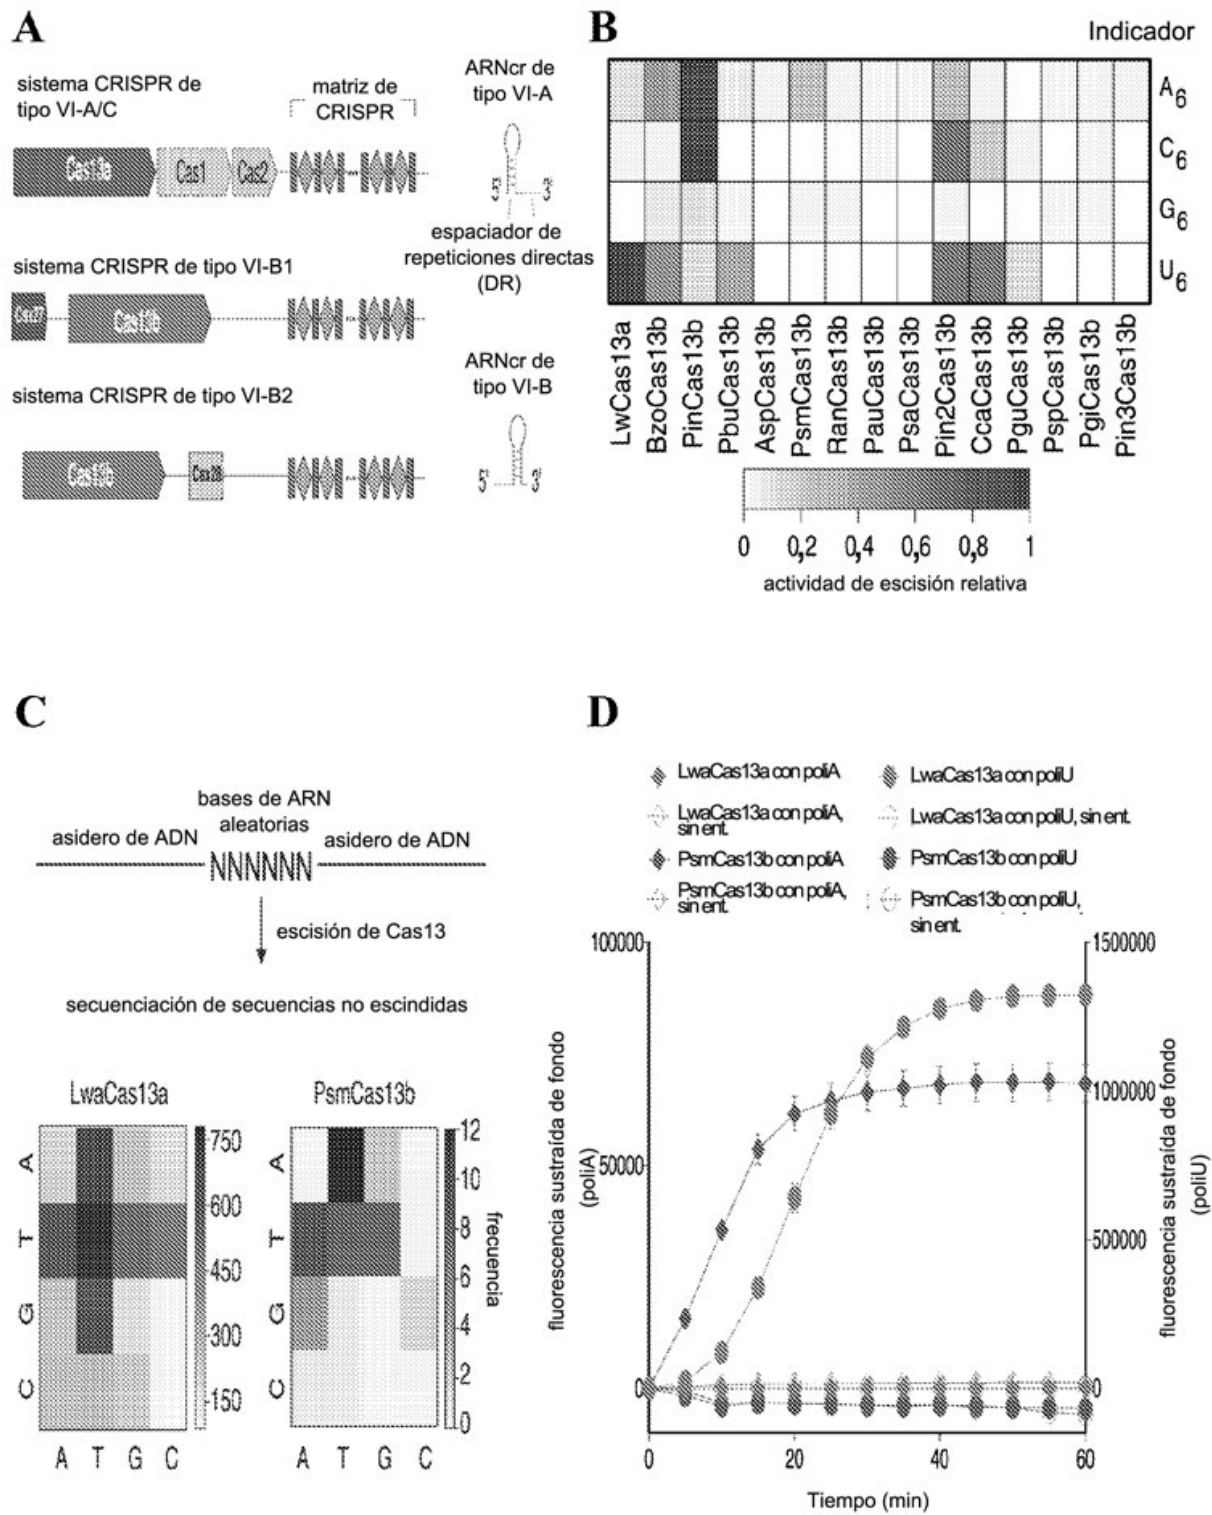 A
sistema CRISPR de
tipo VI-A/C
matriz de
CRISPR
ARNcr de
tipo VI-A
Cas13a
Cas1
Cas2
3'
espaciador de
repeticiones directas
(DR)
sistema CRISPR de tipo VI-B1
Csx27
Cas13b
ARNcr de
tipo VI-B
sistema CRISPR de tipo VI-B2
Cas13b
Csx28
5'
3'
B
Indicador
A6
C6
G6
U6
LwCas13a
BzoCas13b
PinCas13b
PbuCas13b
AspCas13b
PsmCas13b
RanCas13b
PauCas13b
PsaCas13b
Pin2Cas13b
CcaCas13b
PguCas13b
PspCas13b
PgiCas13b
Pin3Cas13b
0 0,2 0,4 0,6 0,8 1
actividad de escisión relativa
C
bases de ARN
aleatorias
asidero de ADN
asidero de ADN
NNNNNN
escisión de Cas13
secuenciación de secuencias no escindidas
LwaCas13a
A
T
G
C
A T G C
750
600
450
300
150
PsmCas13b
A
T
G
C
A T G C
12
10
8
6
4
2
0
frecuencia
D
LwaCas13a con poliA
LwaCas13a con poliA,
sin ent.
PsmCas13b con poliA
PsmCas13b con poliA,
sin ent.
LwaCas13a con poliU
LwaCas13a con poliU, sin ent.
PsmCas13b con poliU
PsmCas13b con poliU,
sin ent.
fluorescencia sustraída de fondo
(poliA)
100000
50000
0
1500000
1000000
500000
0
fluorescencia sustraída de fondo
(poliU)
0 20 40 60
Tiempo (min)